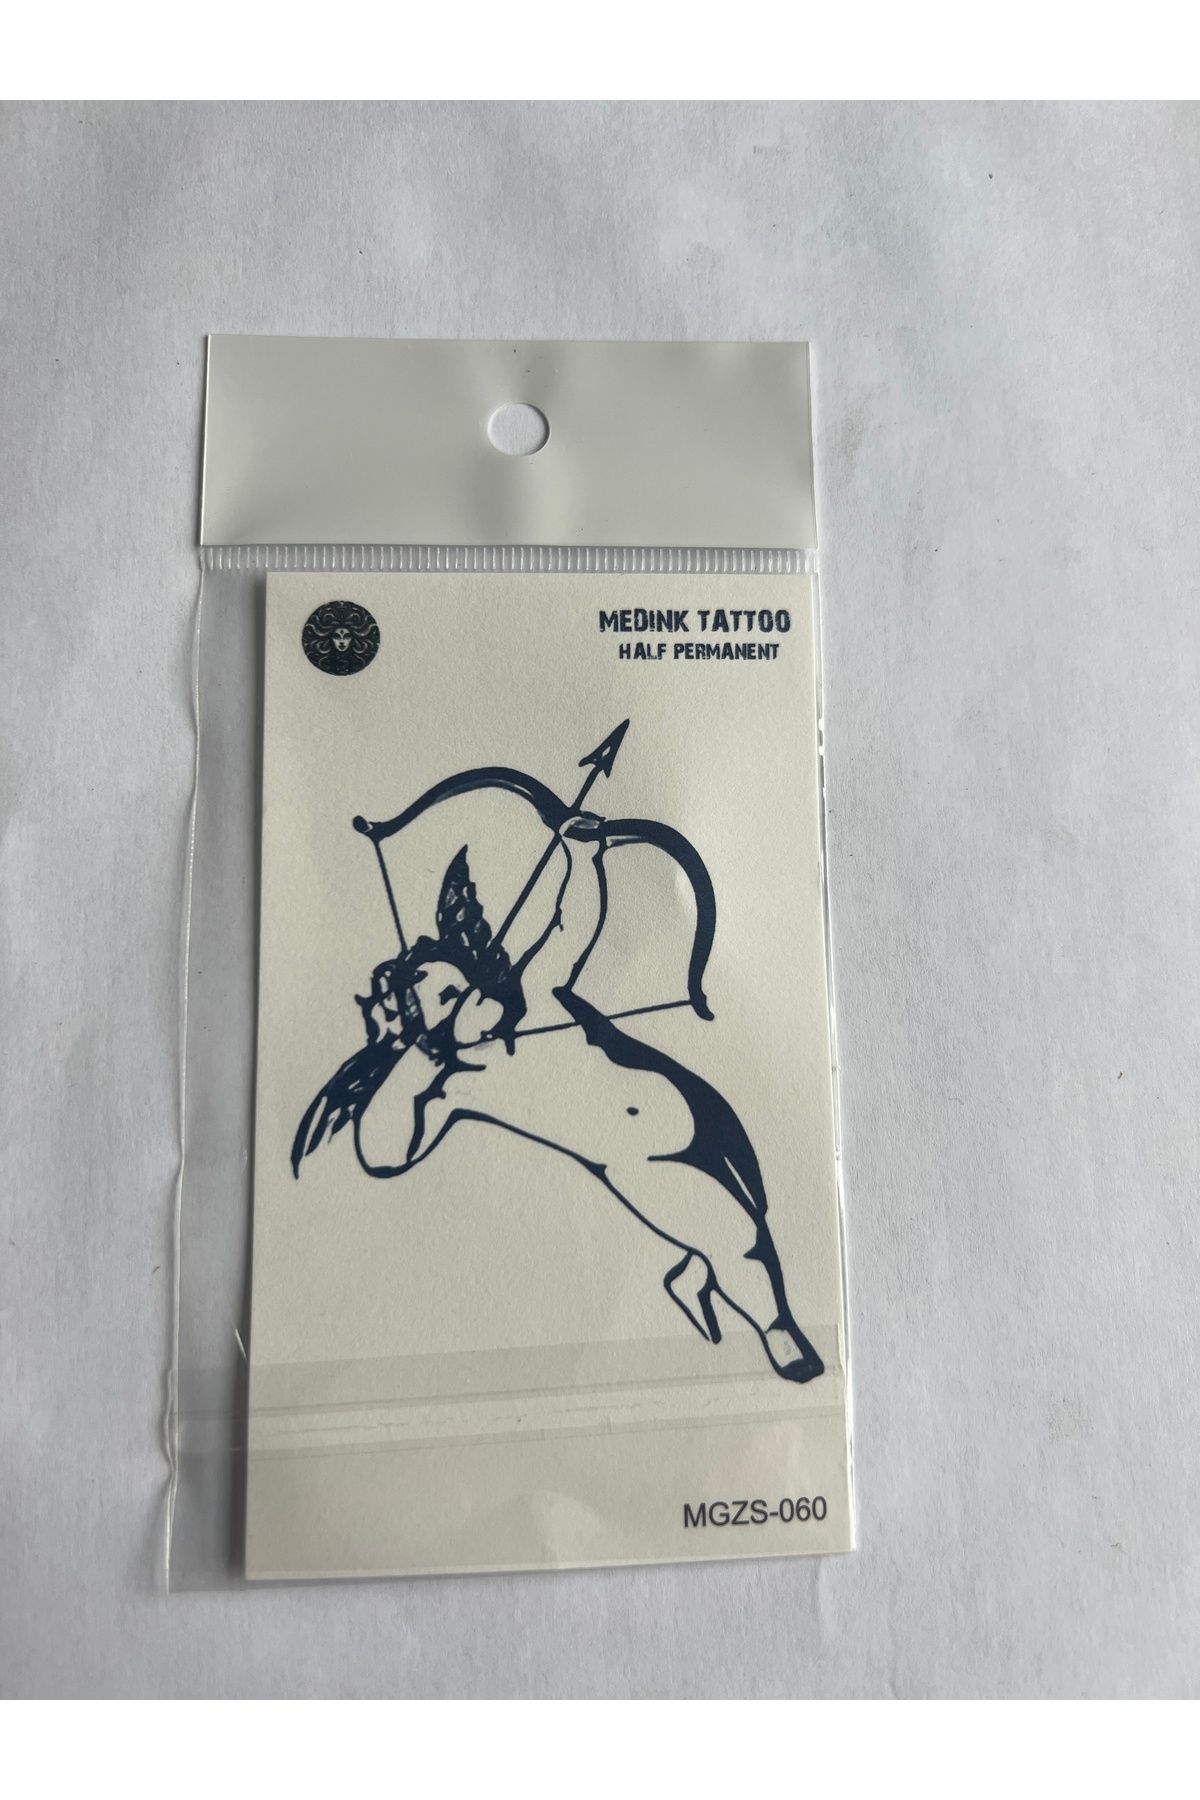 MEDINK TATTOO
HALF PERMANENT
MGZS-060